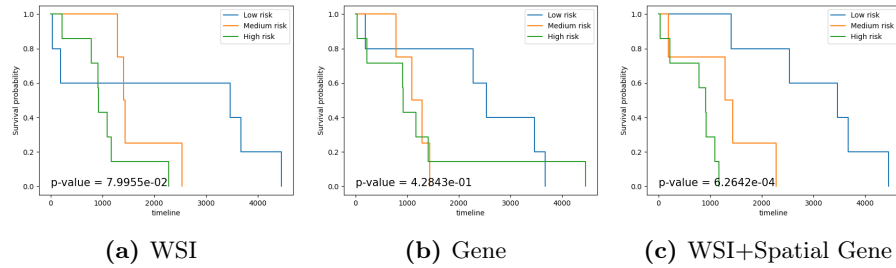 Low risk
Medium risk
High risk
Survival probability
1.0
0.8
0.6
0.4
0.2
0.0
p-value = 7.9955e-02
0 1000 2000 3000 4000
timeline
(a) WSI
Low risk
Medium risk
High risk
Survival probability
1.0
0.8
0.6
0.4
0.2
0.0
p-value = 4.2843e-01
0 1000 2000 3000 4000
timeline
(b) Gene
Low risk
Medium risk
High risk
Survival probability
1.0
0.8
0.6
0.4
0.2
0.0
p-value = 6.2642e-04
0 1000 2000 3000 4000
timeline
(c) WSI+Spatial Gene